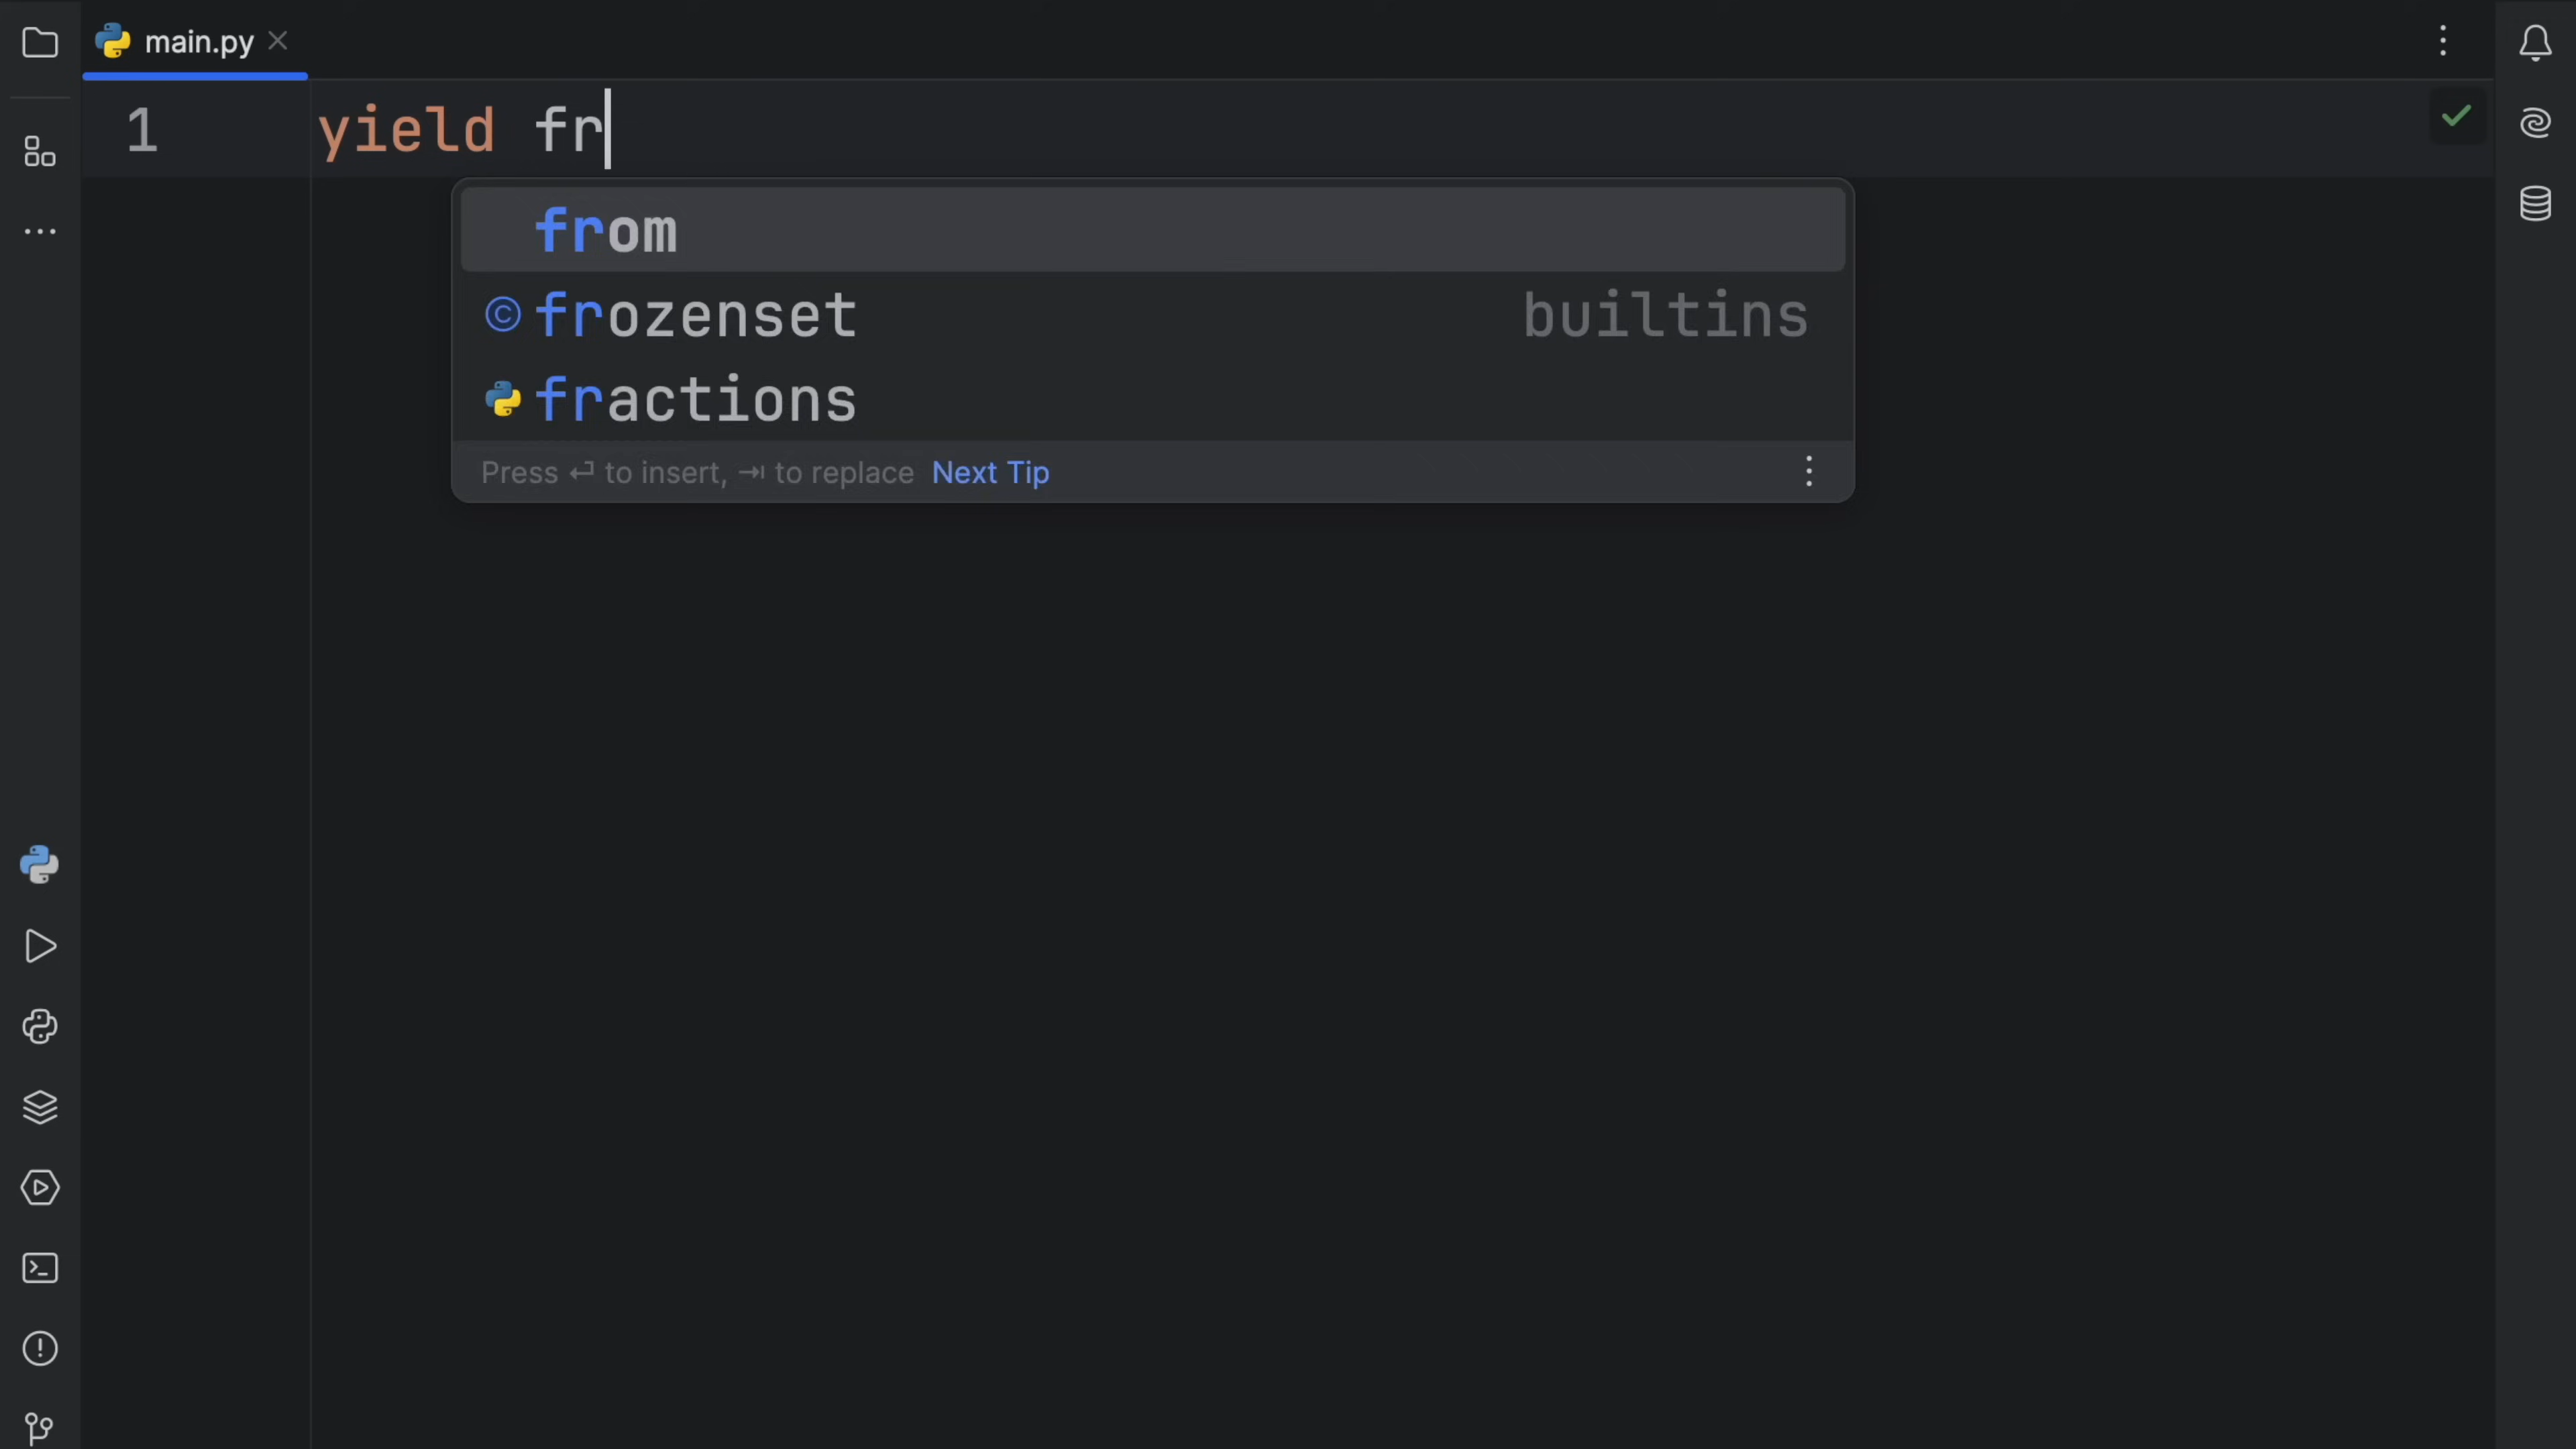 main.py
1 yield fr
from
frozenset builtins
fractions
Press ↵ to insert, ⇥ to replace Next Tip